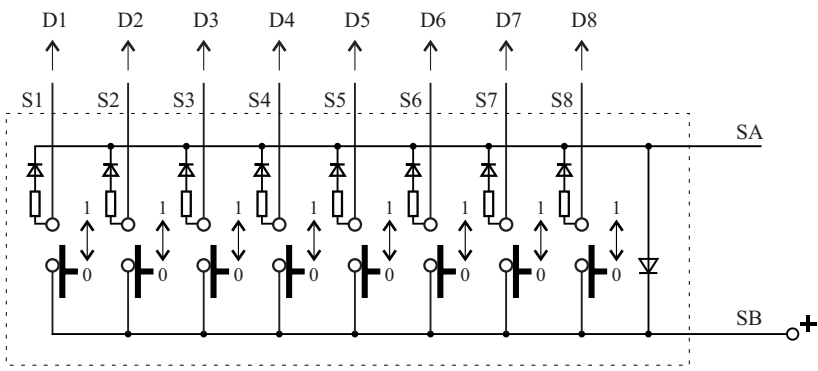 D1 D2 D3 D4 D5 D6 D7 D8
S1 S2 S3 S4 S5 S6 S7 S8
SA
1 1 1 1 1 1 1 1
0 0 0 0 0 0 0 0
SB +